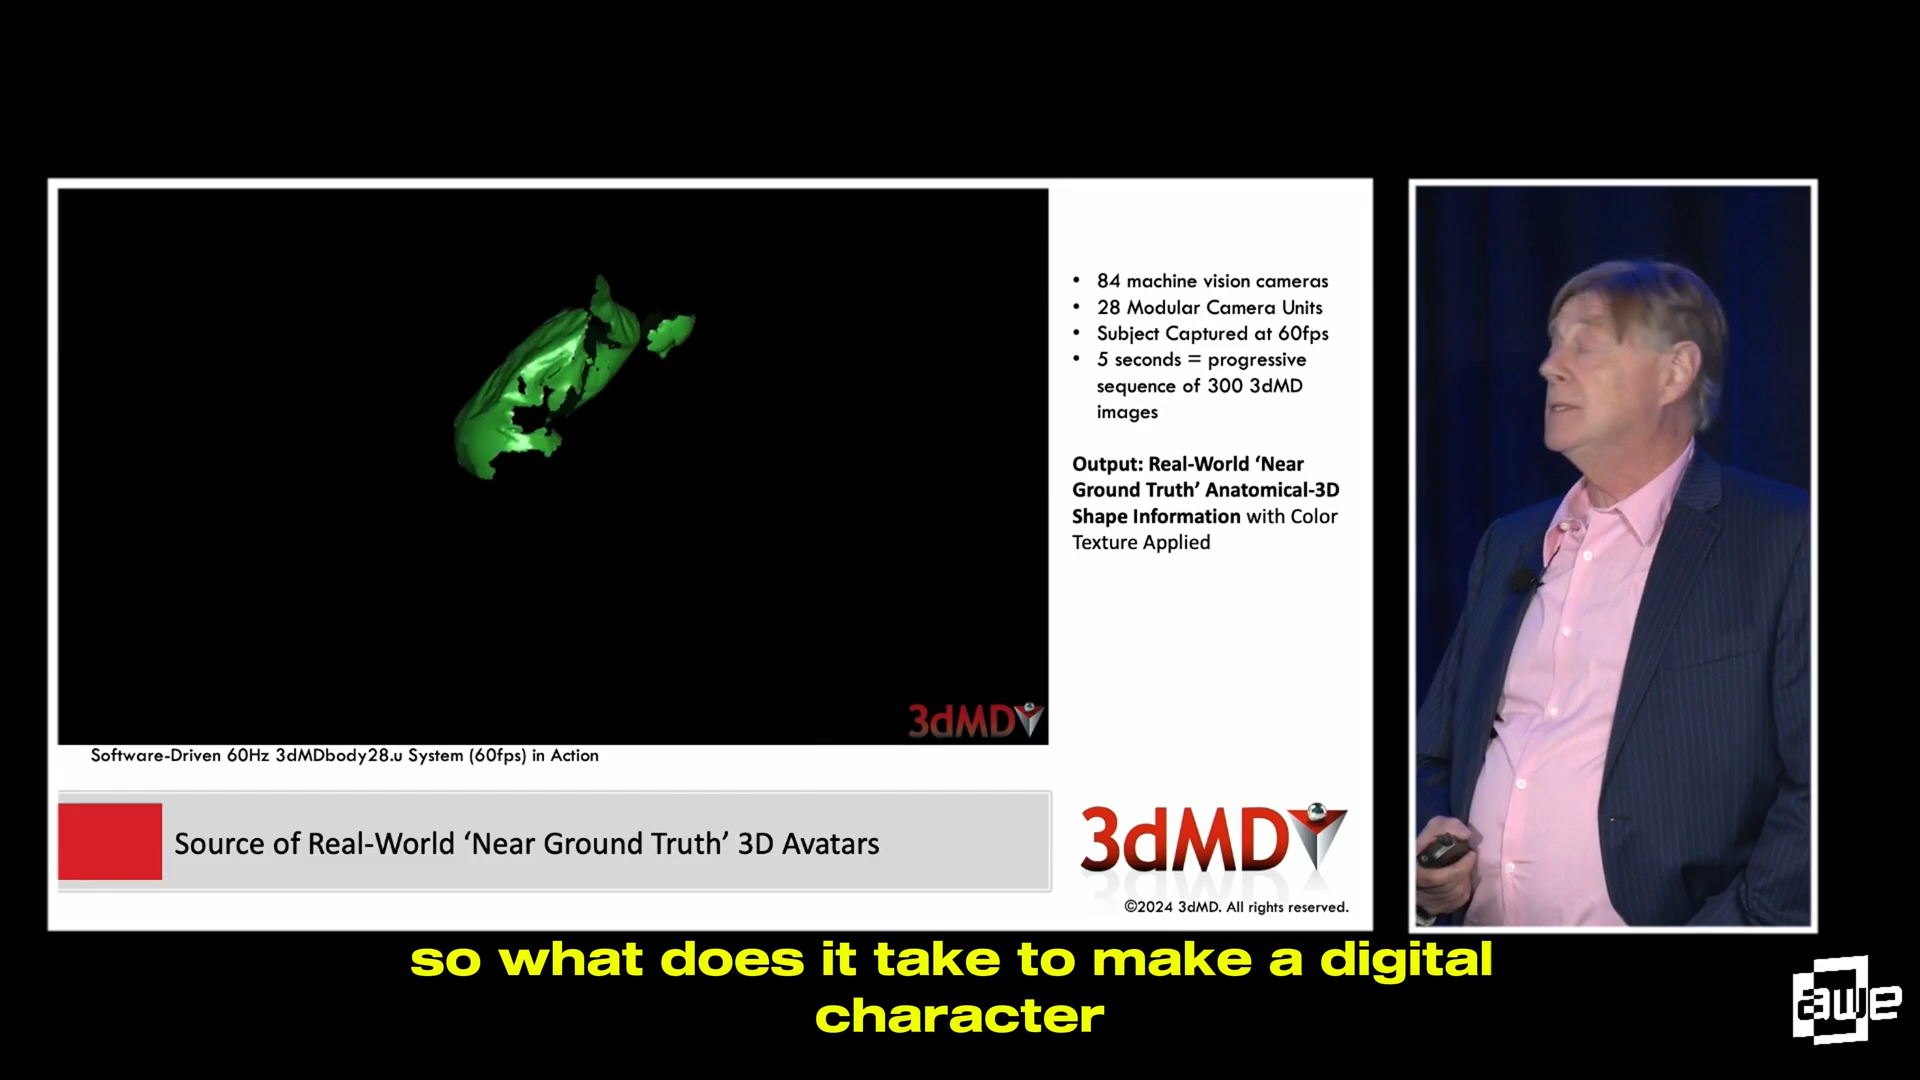 • 84 machine vision cameras
• 28 Modular Camera Units
• Subject Captured at 60fps
• 5 seconds = progressive
sequence of 300 3dMD
images
Output: Real-World ‘Near
Ground Truth’ Anatomical-3D
Shape Information with Color
Texture Applied
3dMD
Software-Driven 60Hz 3dMDbody28.u System (60fps) in Action
Source of Real-World ‘Near Ground Truth’ 3D Avatars
3dMD
©2024 3dMD. All rights reserved.
so what does it take to make a digital
character
awe